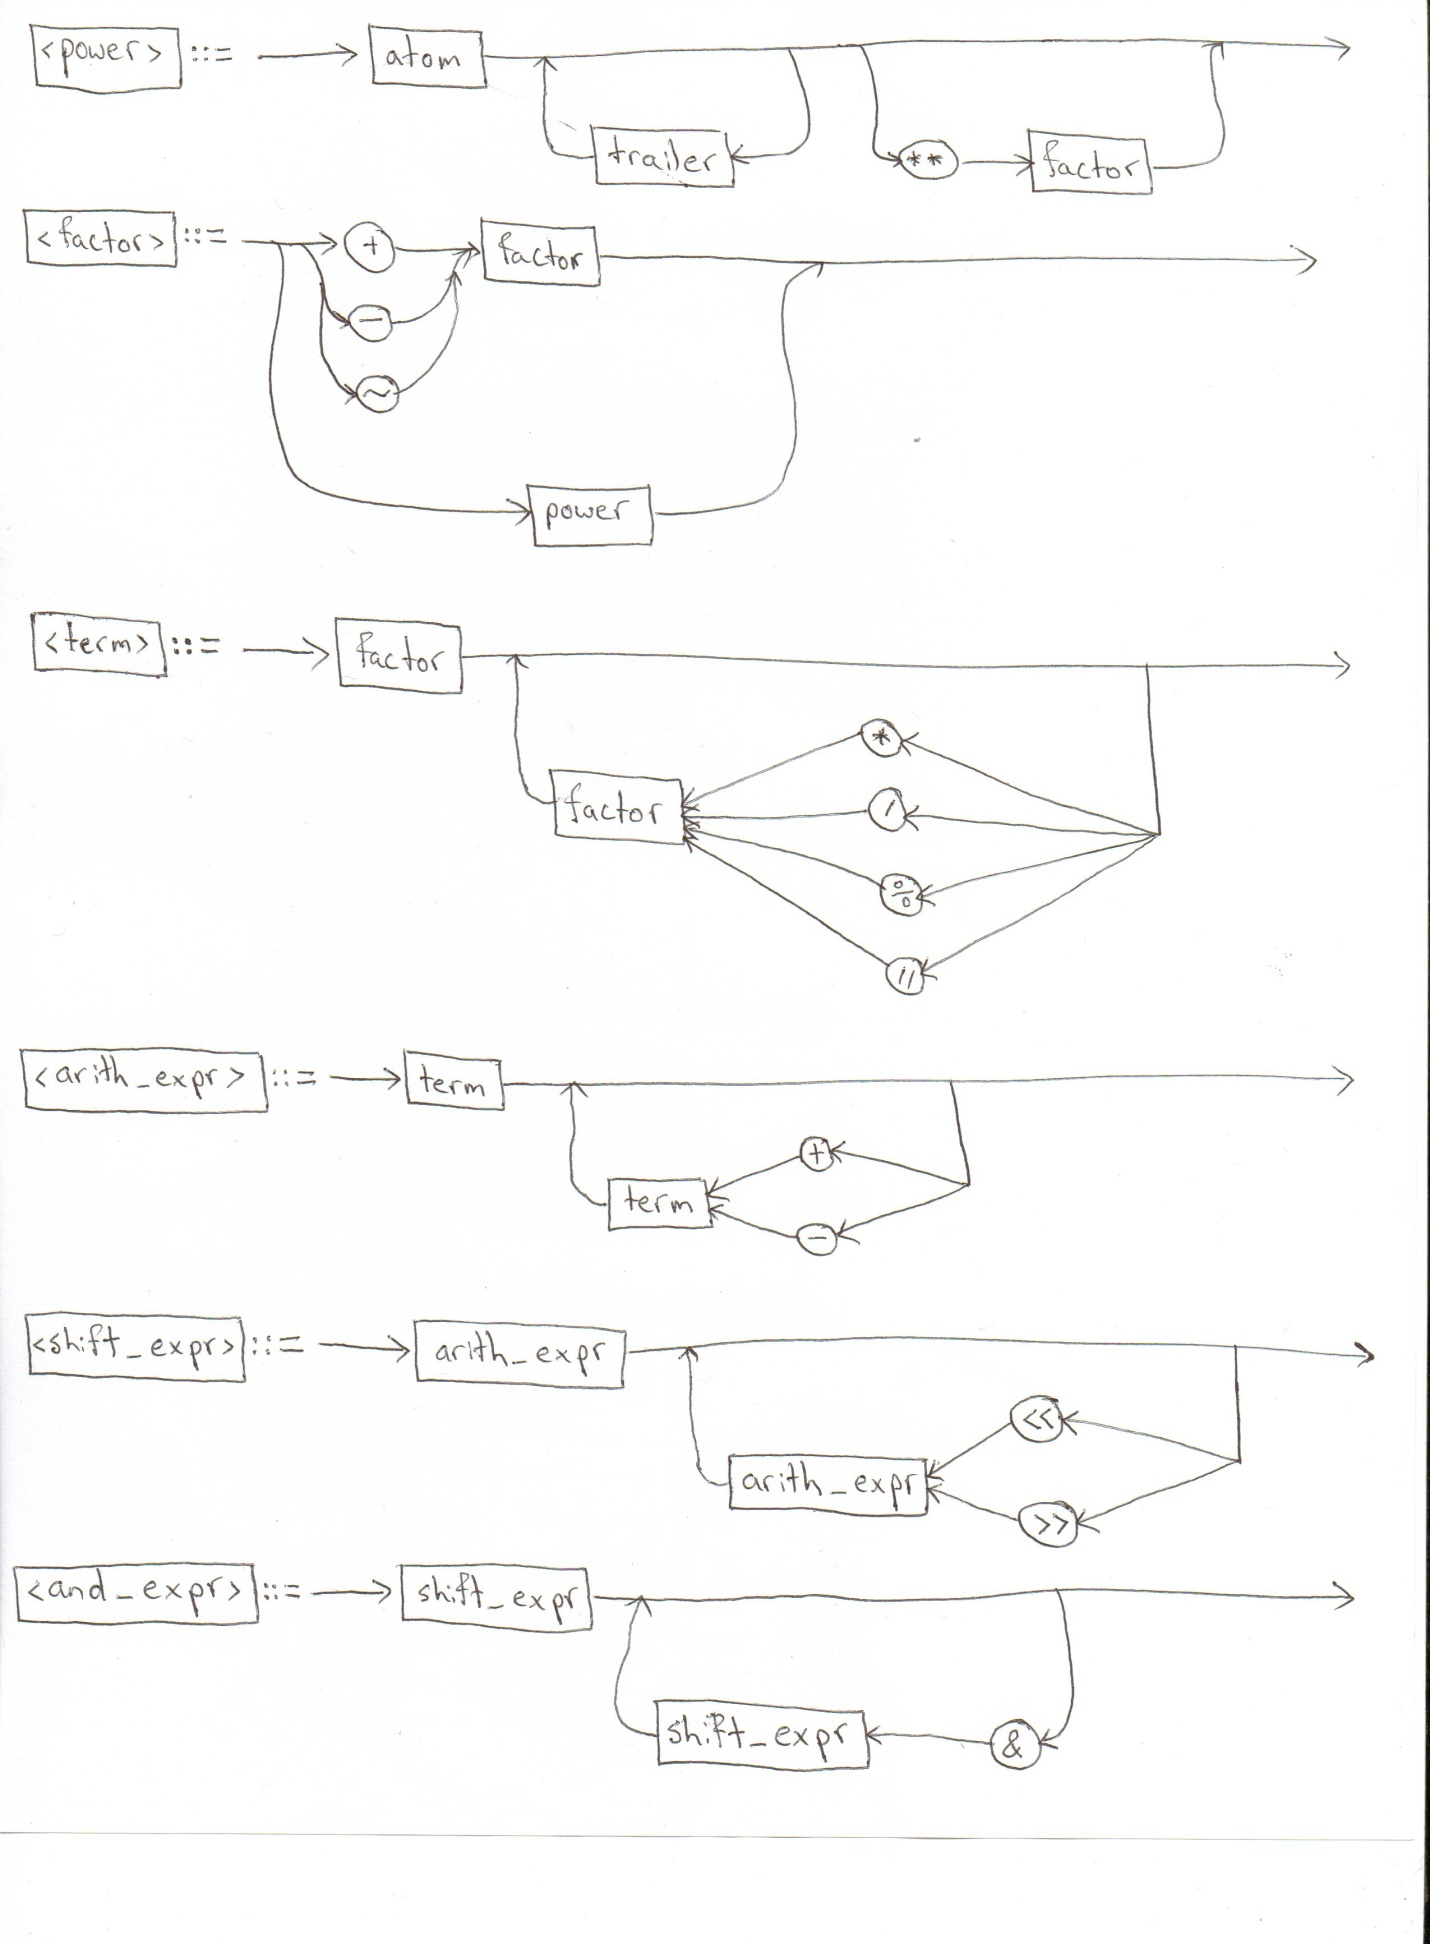 <power> ::= atom
trailer ** factor
<factor> ::= + factor
−
~
power
<term> ::= factor
*
factor /
%
//
<arith_expr> ::= term
+
term
−
<shift_expr> ::= arith_expr
<<
arith_expr
>>
<and_expr> ::= shift_expr
shift_expr &